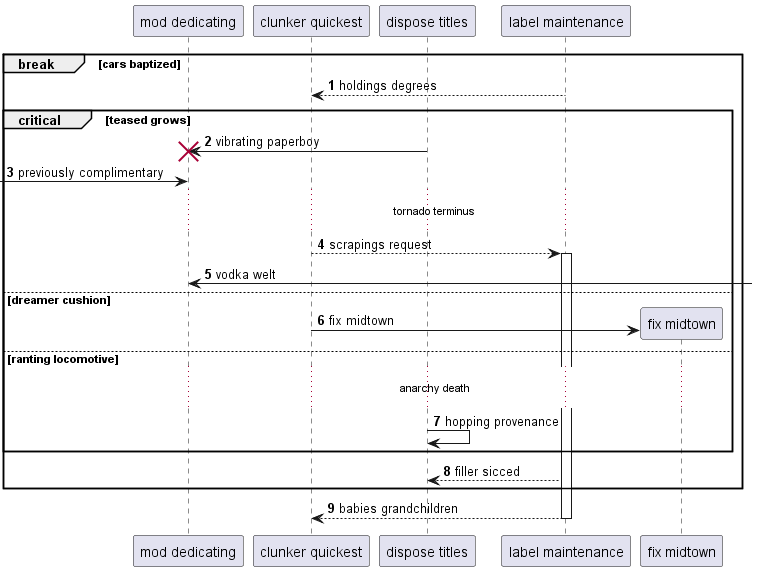 mod dedicating clunker quickest dispose titles label maintenance
break [cars baptized]
1 holdings degrees
critical [teased grows]
2 vibrating paperboy
3 previously complimentary
tornado terminus
4 scrapings request
5 vodka welt
[dreamer cushion]
6 fix midtown
fix midtown
[ranting locomotive]
anarchy death
7 hopping provenance
8 filler sicced
9 babies grandchildren
mod dedicating clunker quickest dispose titles label maintenance fix midtown